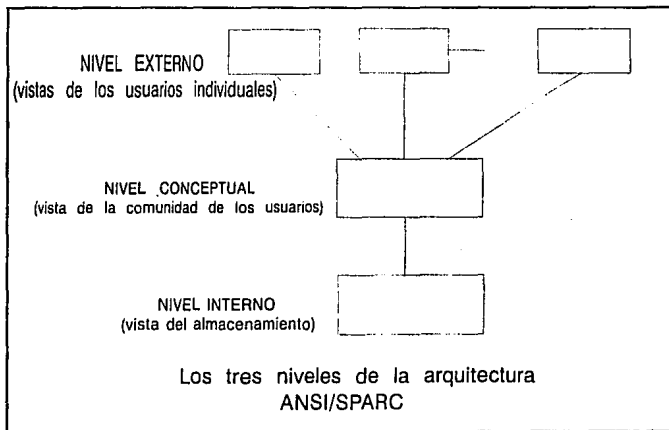 NIVEL EXTERNO
(vistas de los usuarios individuales)
NIVEL CONCEPTUAL
(vista de la comunidad de los usuarios)
NIVEL INTERNO
(vista del almacenamiento)
Los tres niveles de la arquitectura
ANSI/SPARC